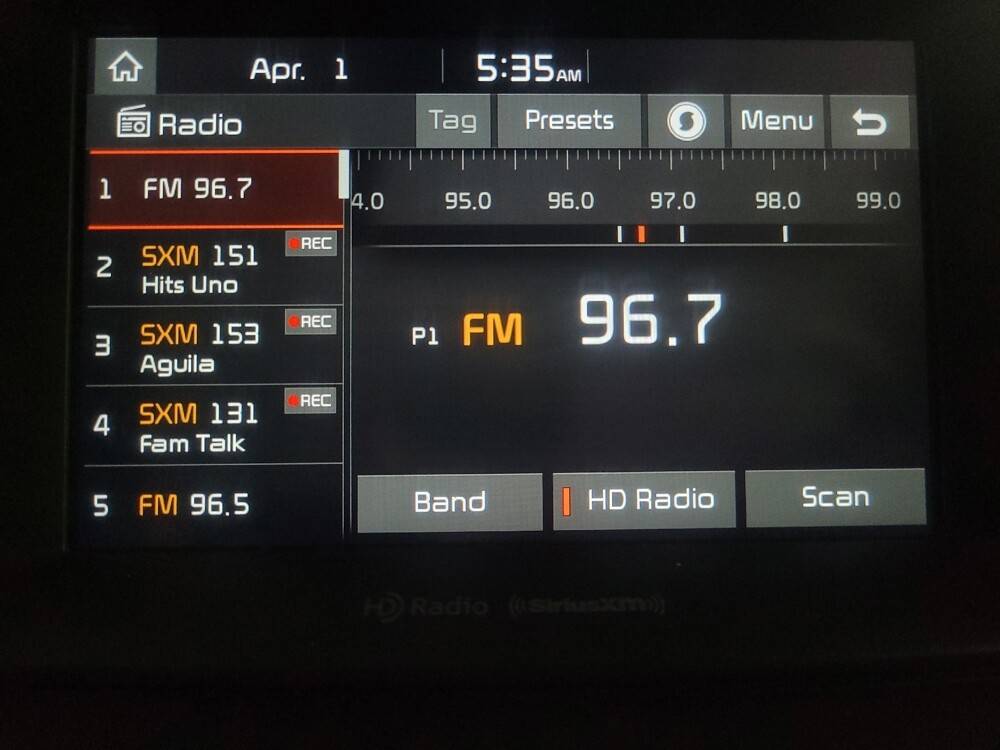 Apr. 1 5:35AM
Radio Tag Presets Menu
1 FM 96.7
2 SXM 151 REC
Hits Uno
3 SXM 153 REC
Aguila
4 SXM 131 REC
Fam Talk
5 FM 96.5
4.0 95.0 96.0 97.0 98.0 99.0
P1 FM 96.7
Band HD Radio Scan
HD Radio ((SiriusXM))